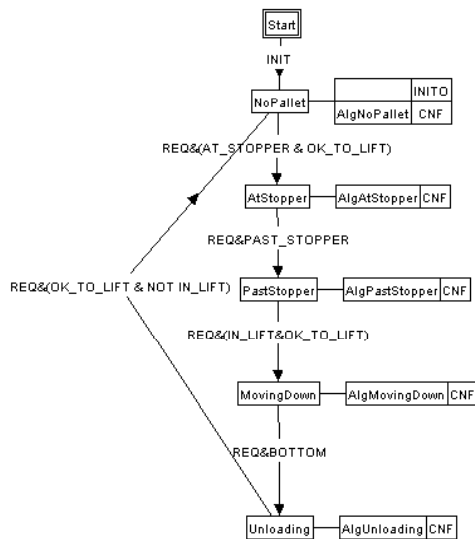 Start
INIT
INITO
NoPallet
AlgNoPallet CNF
REQ&(AT_STOPPER & OK_TO_LIFT)
AtStopper AlgAtStopper CNF
REQ&PAST_STOPPER
REQ&(OK_TO_LIFT & NOT IN_LIFT)
PastStopper AlgPastStopper CNF
REQ&(IN_LIFT&OK_TO_LIFT)
MovingDown AlgMovingDown CNF
REQ&BOTTOM
Unloading AlgUnloading CNF